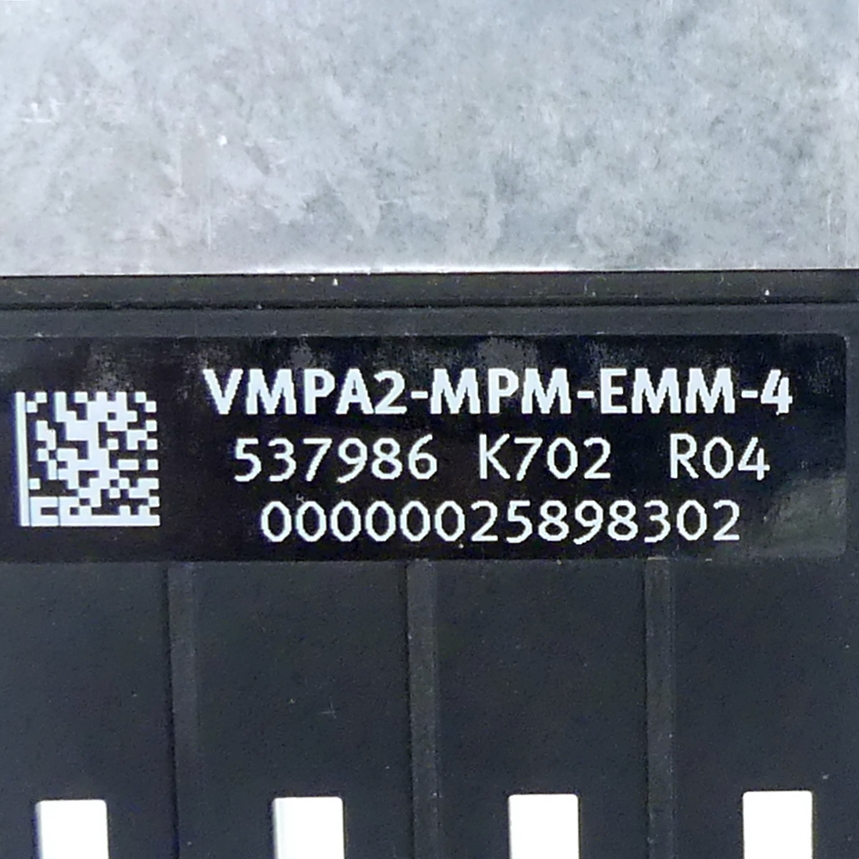 VMPA2-MPM-EMM-4
537986 K702 R04
00000025898302